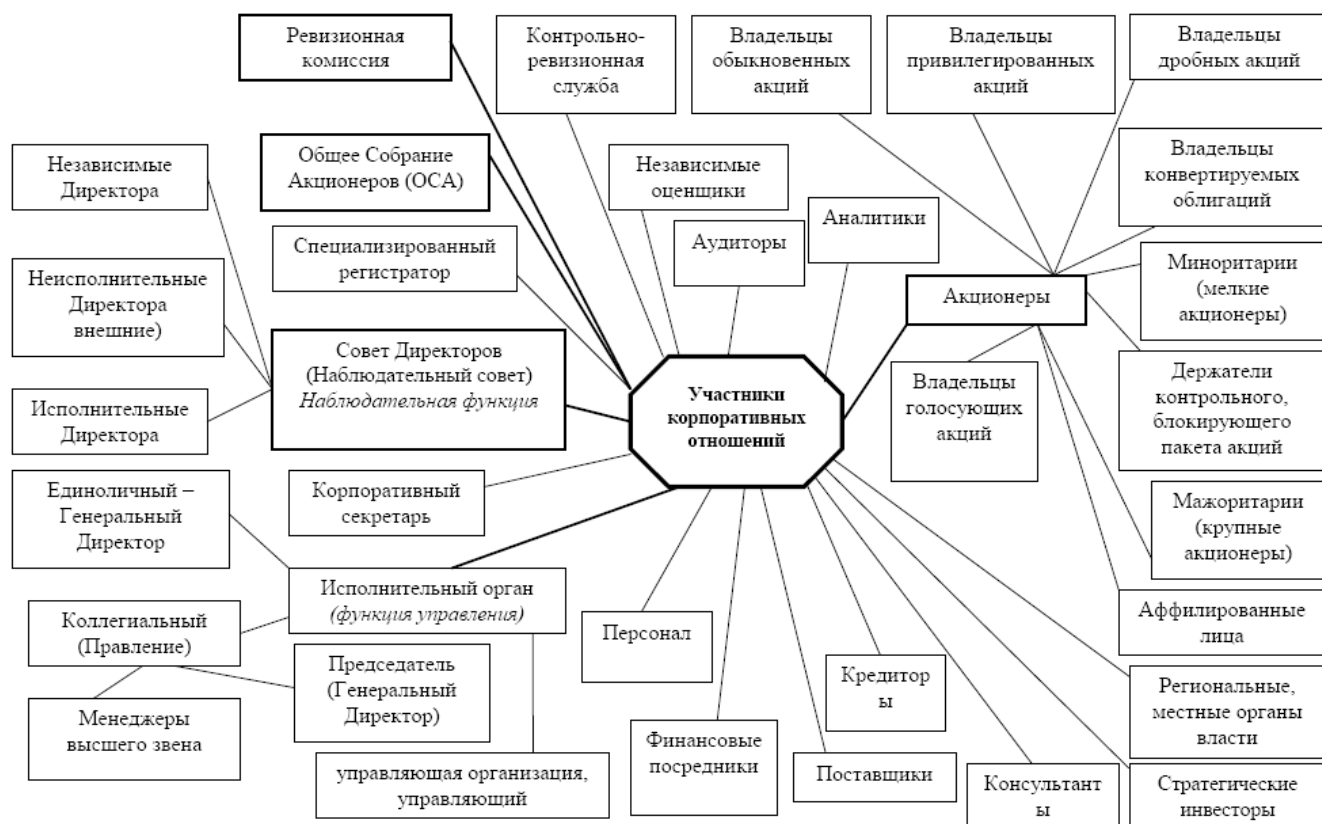 Ревизионная
комиссия
Контрольно-
ревизионная
служба
Владельцы
обыкновенных
акций
Владельцы
привилегированных
акций
Владельцы
дробных акций
Независимые
Директора
Общее Собрание
Акционеров (ОСА)
Независимые
оценщики
Аналитики
Владельцы
конвертируемых
облигаций
Специализированный
регистратор
Аудиторы
Неисполнительные
Директора
внешние)
Акционеры
Миноритарии
(мелкие
акционеры)
Совет Директоров
(Наблюдательный совет)
Наблюдательная функция
Участники
корпоративных
отношений
Владельцы
голосующих
акций
Держатели
контрольного,
блокирующего
пакета акций
Исполнительные
Директора
Единоличный –
Генеральный
Директор
Корпоративный
секретарь
Мажоритарии
(крупные
акционеры)
Исполнительный орган
(функция управления)
Коллегиальный
(Правление)
Персонал
Аффилированные
лица
Председатель
(Генеральный
Директор)
Кредитор
ы
Региональные,
местные органы
власти
Менеджеры
высшего звена
управляющая организация,
управляющий
Финансовые
посредники
Поставщики
Консультант
ы
Стратегические
инвесторы